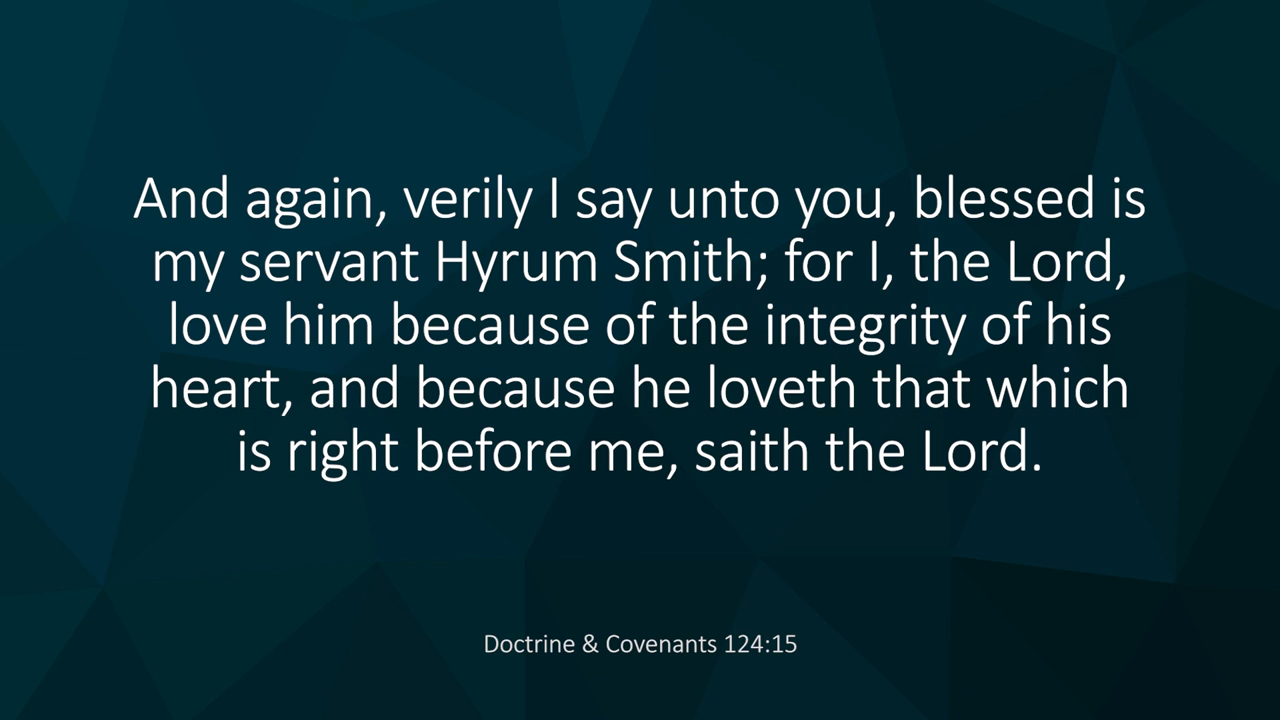 And again, verily I say unto you, blessed is
my servant Hyrum Smith; for I, the Lord,
love him because of the integrity of his
heart, and because he loveth that which
is right before me, saith the Lord.
Doctrine & Covenants 124:15